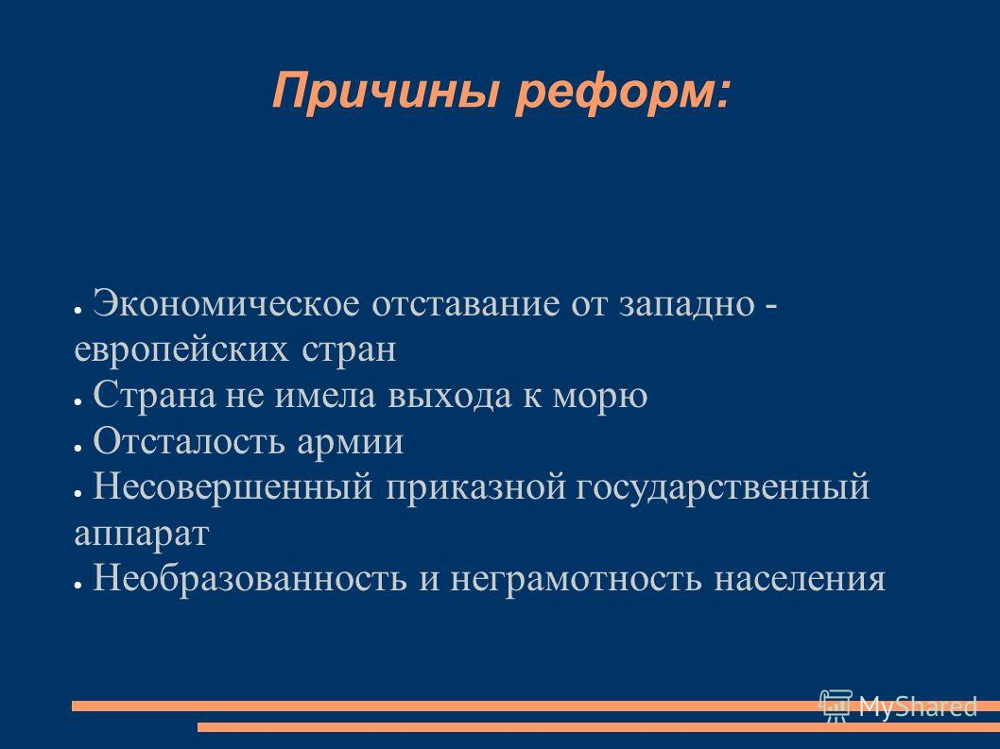 Причины реформ:
● Экономическое отставание от западно -
европейских стран
● Страна не имела выхода к морю
● Отсталость армии
● Несовершенный приказной государственный
аппарат
● Необразованность и неграмотность населения
MyShared